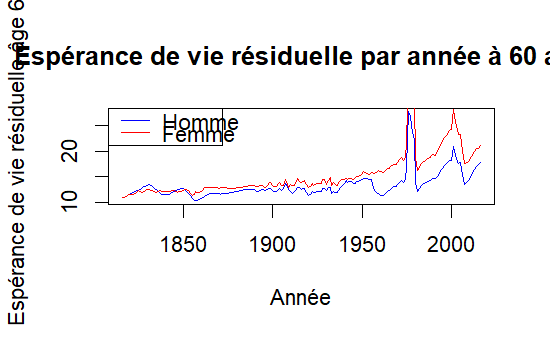 Espérance de vie résiduelle par année à 60 a
Espérance de vie résiduelle âge 6
Homme
Femme
20
10
1850
1900
1950
2000
Année